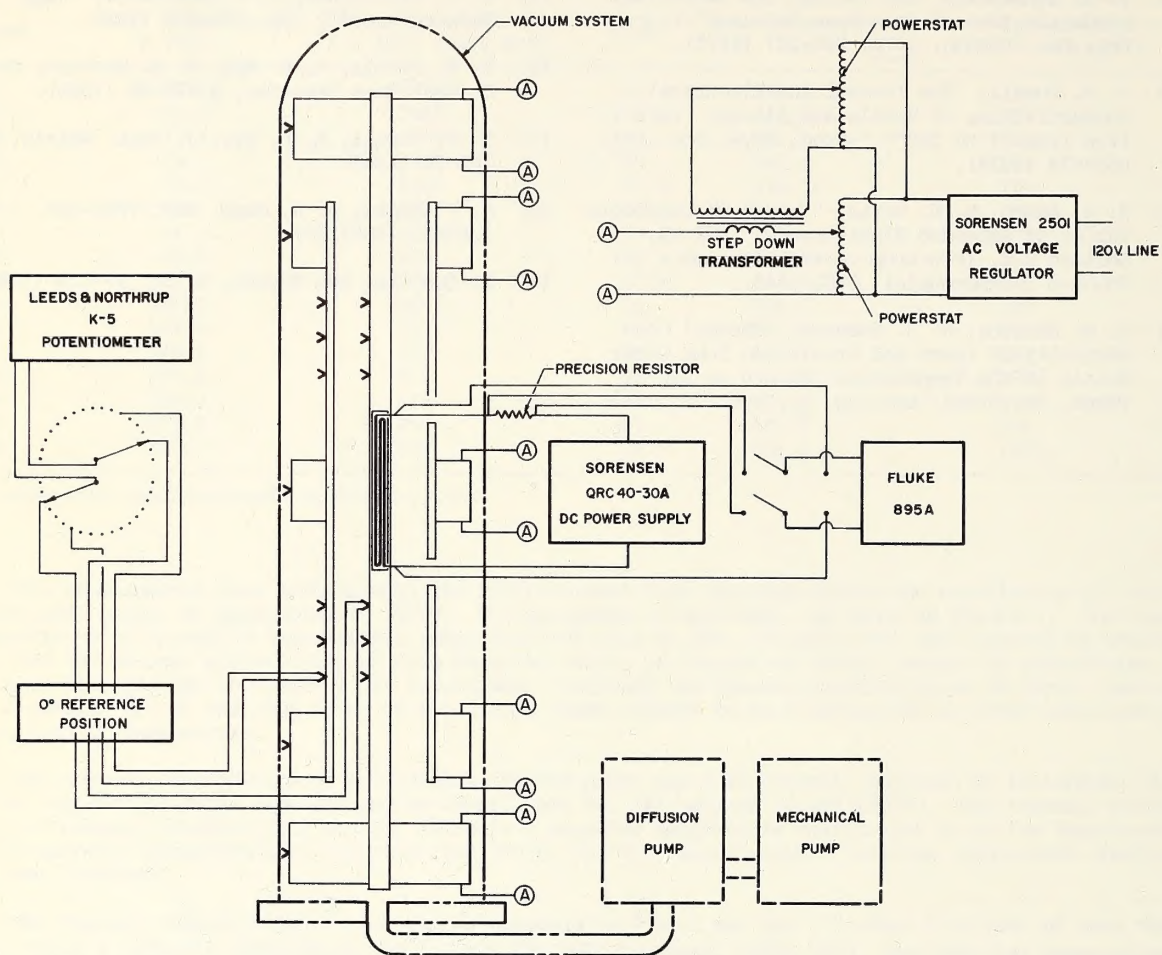 VACUUM SYSTEM
POWERSTAT
A
A
A
A
STEP DOWN
TRANSFORMER
A
A
SORENSEN 2501
AC VOLTAGE
REGULATOR
120V LINE
POWERSTAT
LEEDS & NORTHRUP
K-5
POTENTIOMETER
PRECISION RESISTOR
A
A
SORENSEN
QRC 40-30A
DC POWER SUPPLY
FLUKE
895A
0° REFERENCE
POSITION
A
A
A
A
DIFFUSION
PUMP
MECHANICAL
PUMP